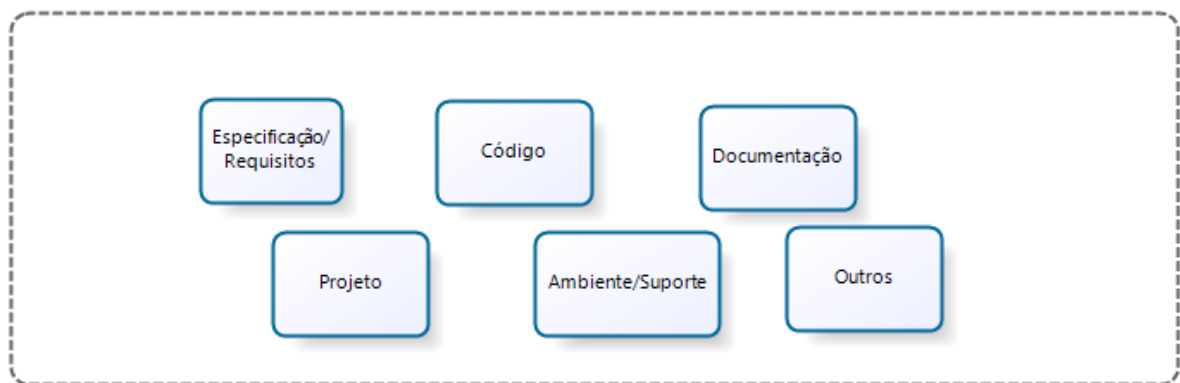 Especificação/
Requisitos
Código
Documentação
Projeto
Ambiente/Suporte
Outros